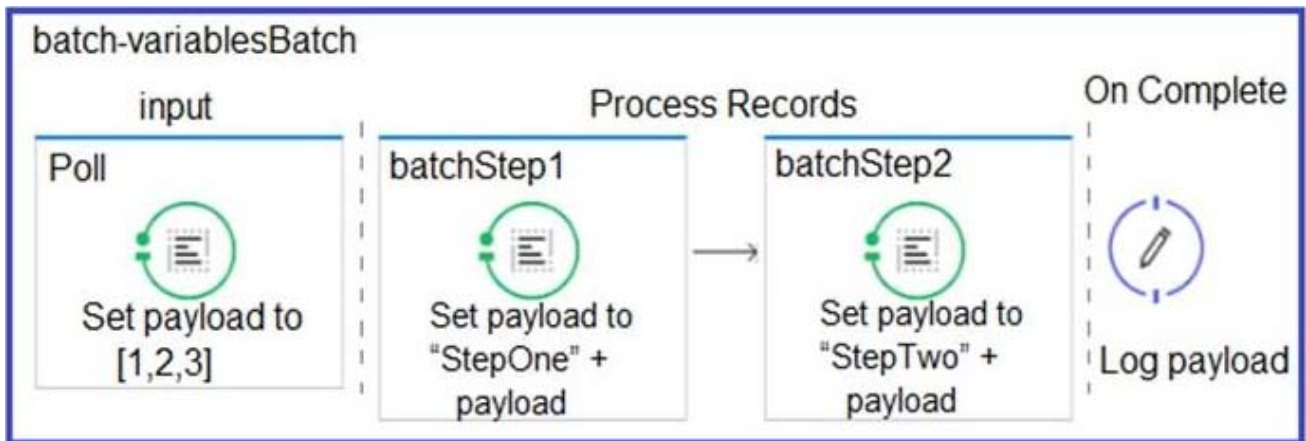 batch-variablesBatch
input
Process Records
On Complete
Poll
Set payload to
[1,2,3]
batchStep1
Set payload to
“StepOne” +
payload
batchStep2
Set payload to
“StepTwo” +
payload
Log payload